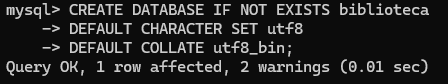 mysql> CREATE DATABASE IF NOT EXISTS biblioteca
    -> DEFAULT CHARACTER SET utf8
    -> DEFAULT COLLATE utf8_bin;
Query OK, 1 row affected, 2 warnings (0.01 sec)